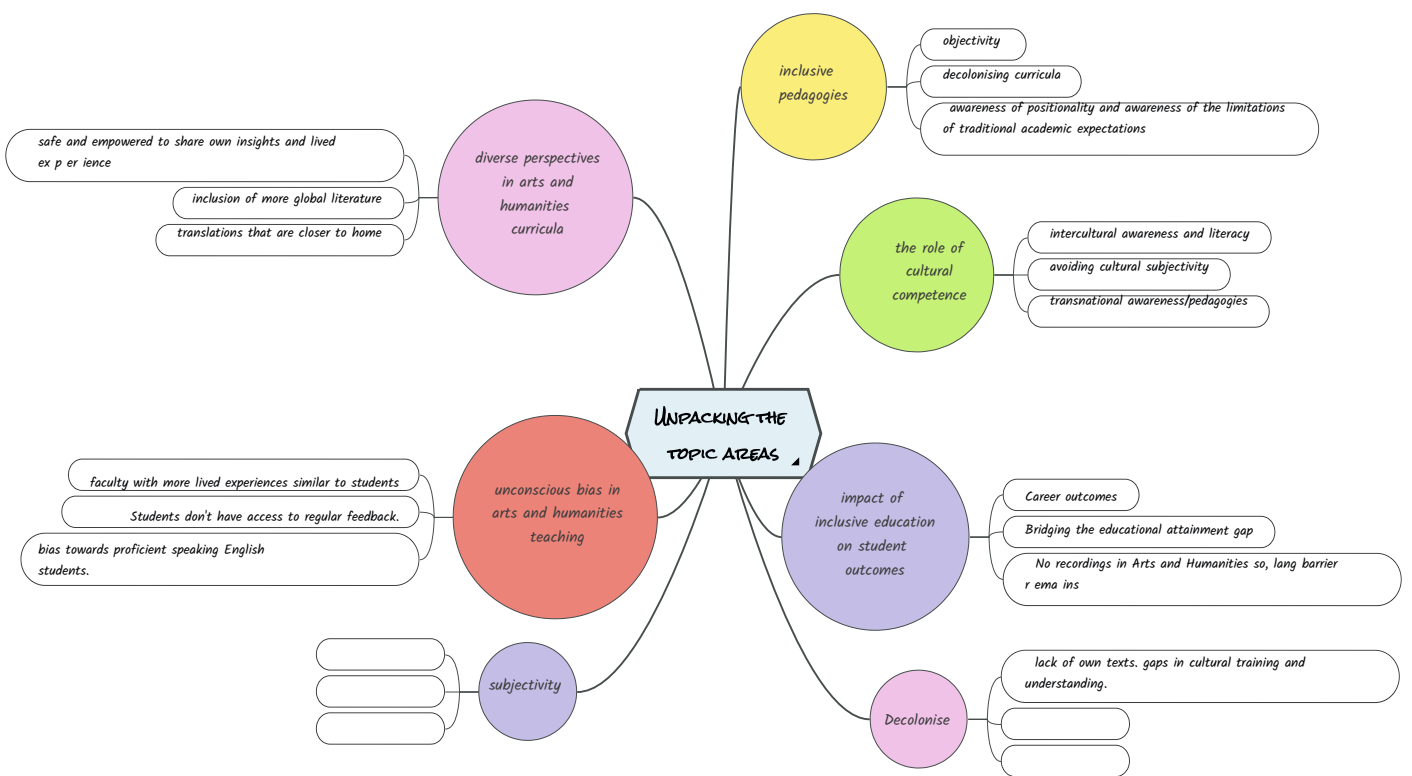 Unpacking the
topic areas
inclusive
pedagogies
objectivity
decolonising curricula
awareness of positionality and awareness of the limitations
of traditional academic expectations
the role of
cultural
competence
intercultural awareness and literacy
avoiding cultural subjectivity
transnational awareness/pedagogies
impact of
inclusive education
on student
outcomes
Career outcomes
Bridging the educational attainment gap
No recordings in Arts and Humanities so, lang barrier
r ema ins
Decolonise
lack of own texts. gaps in cultural training and
understanding.
diverse perspectives
in arts and
humanities
curricula
safe and empowered to share own insights and lived
ex p er ience
inclusion of more global literature
translations that are closer to home
unconscious bias in
arts and humanities
teaching
faculty with more lived experiences similar to students
Students don't have access to regular feedback.
bias towards proficient speaking English
students.
subjectivity